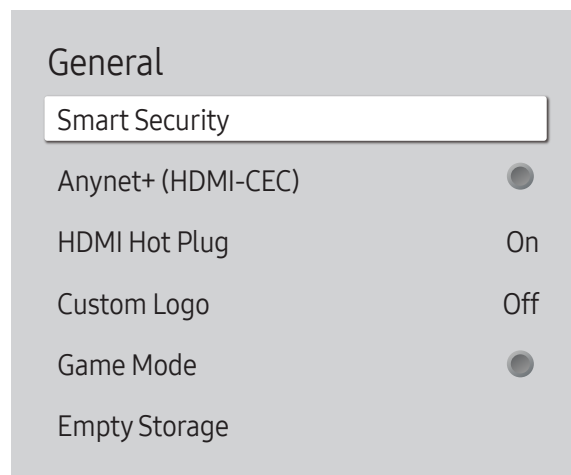 General
Smart Security
Anynet+ (HDMI-CEC)
HDMI Hot Plug On
Custom Logo Off
Game Mode
Empty Storage